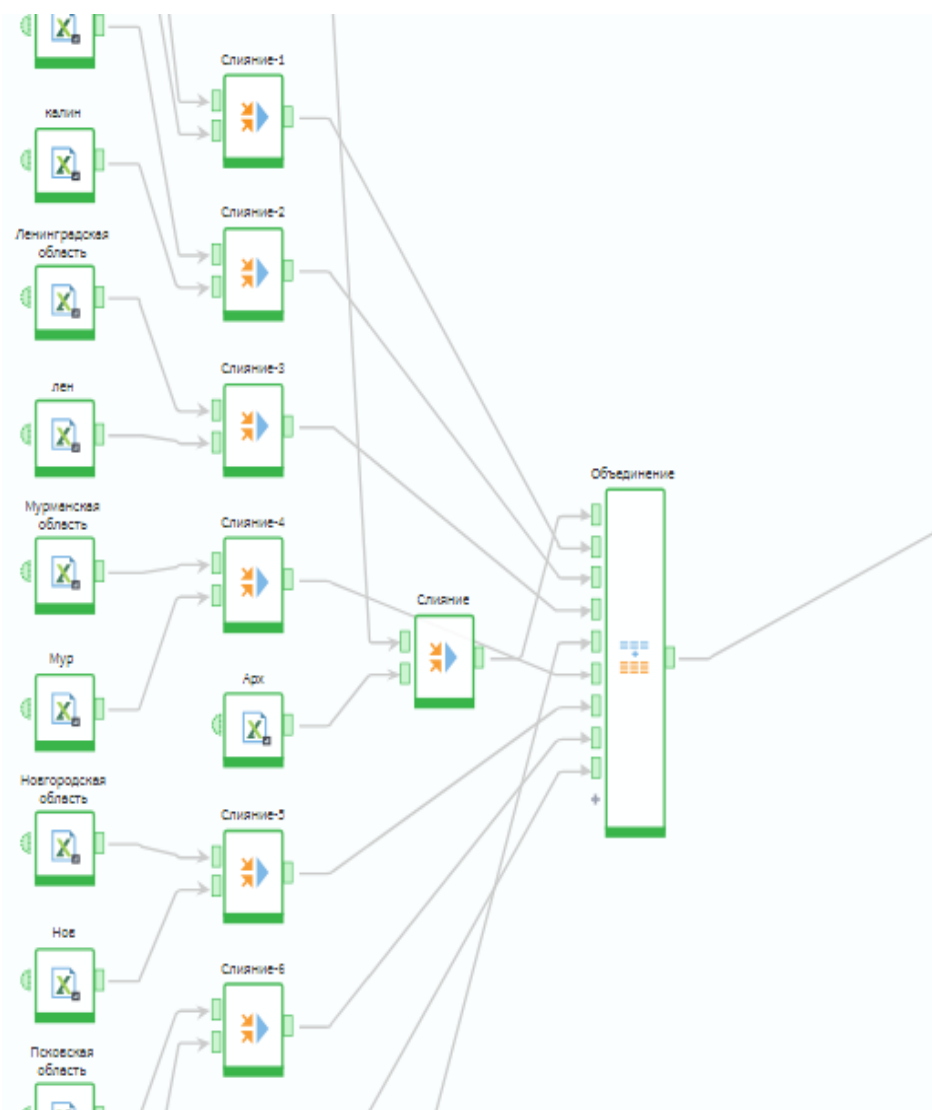 Слияние-1
калин
Слияние-2
Ленинградская
область
Слияние-3
лен
Объединение
Мурманская
область
Слияние-4
Слияние
Мур
Арх
Новгородская
область
Слияние-5
Нов
Слияние-6
Псковская
область